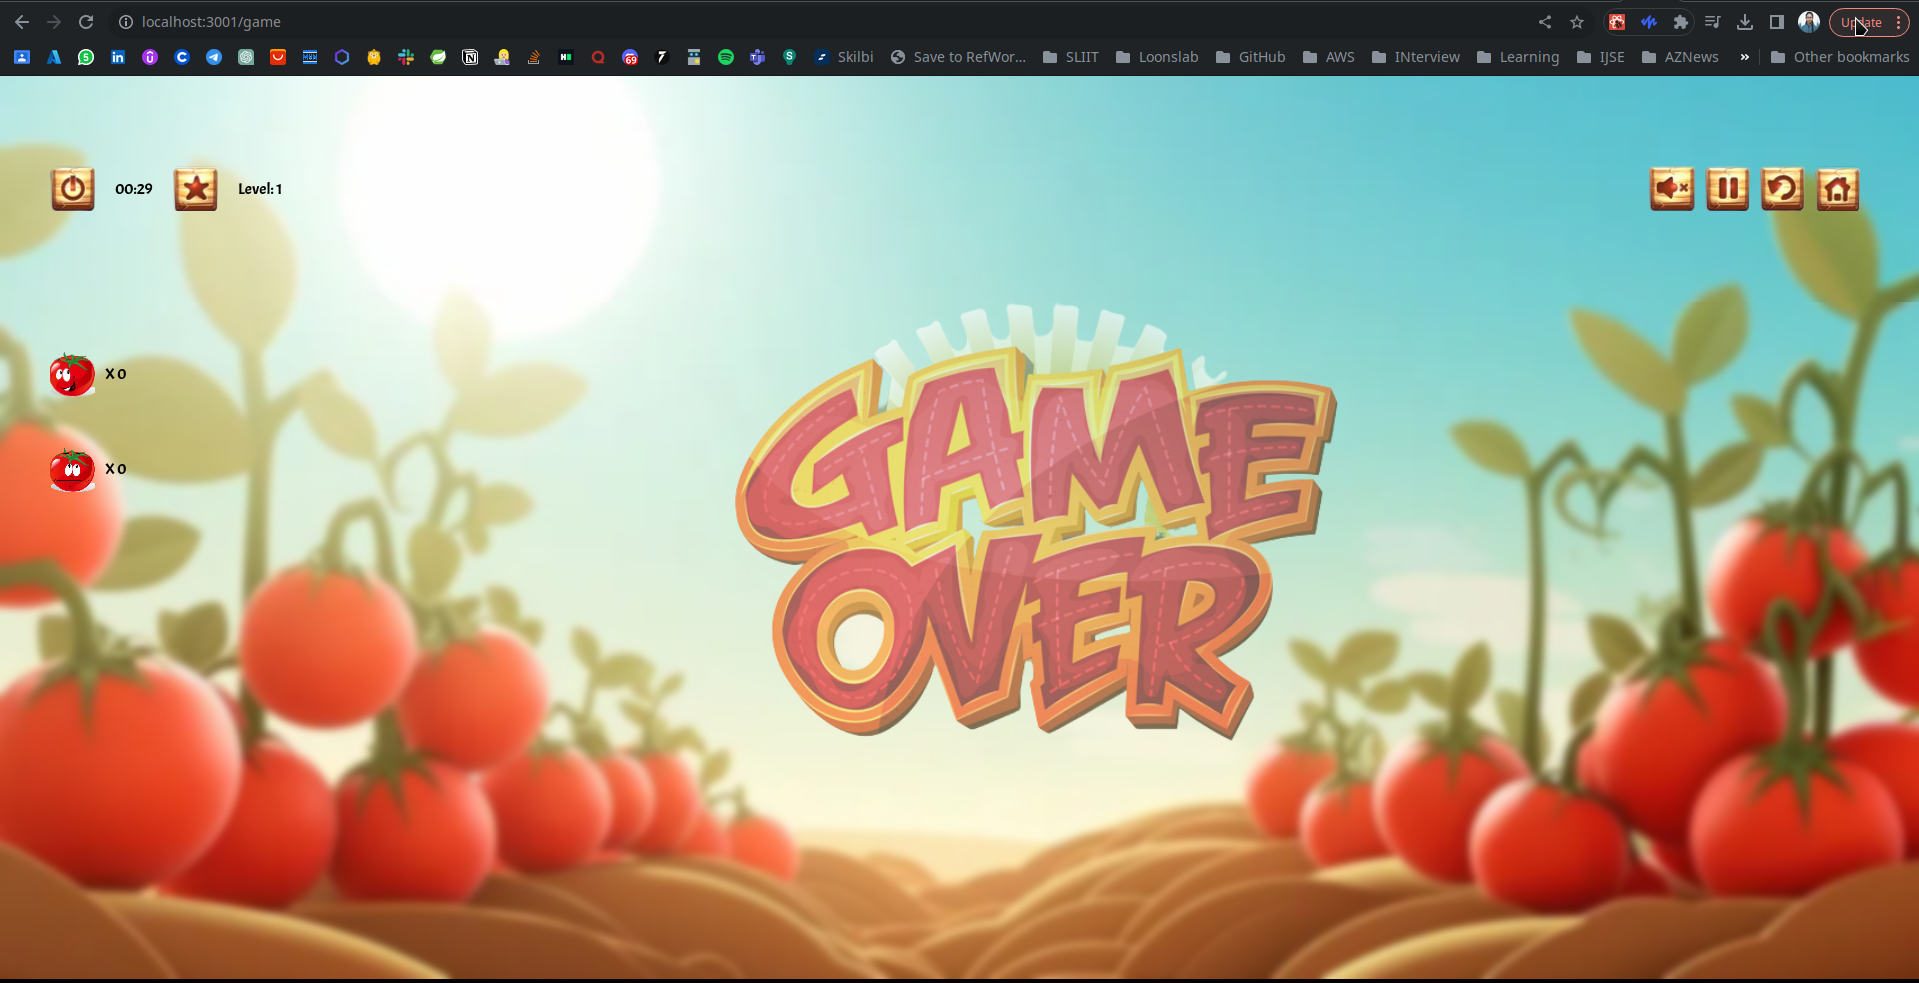 localhost:3001/game
Update
Skilbi
Save to RefWor...
SLIIT
Loonslab
GitHub
AWS
INterview
Learning
IJSE
AZNews
»
Other bookmarks
00:29
Level: 1
X 0
X 0
GAME
OVER